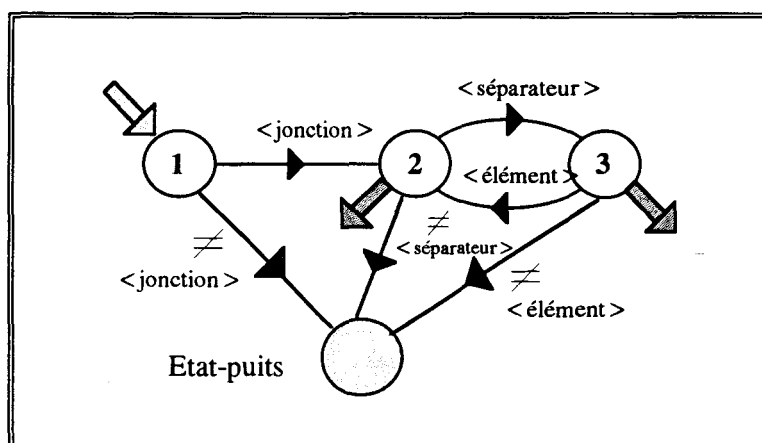 <séparateur>
<jonction>
1
2
3
<élément>
≠
<séparateur>
≠
<jonction>
≠
<élément>
Etat-puits